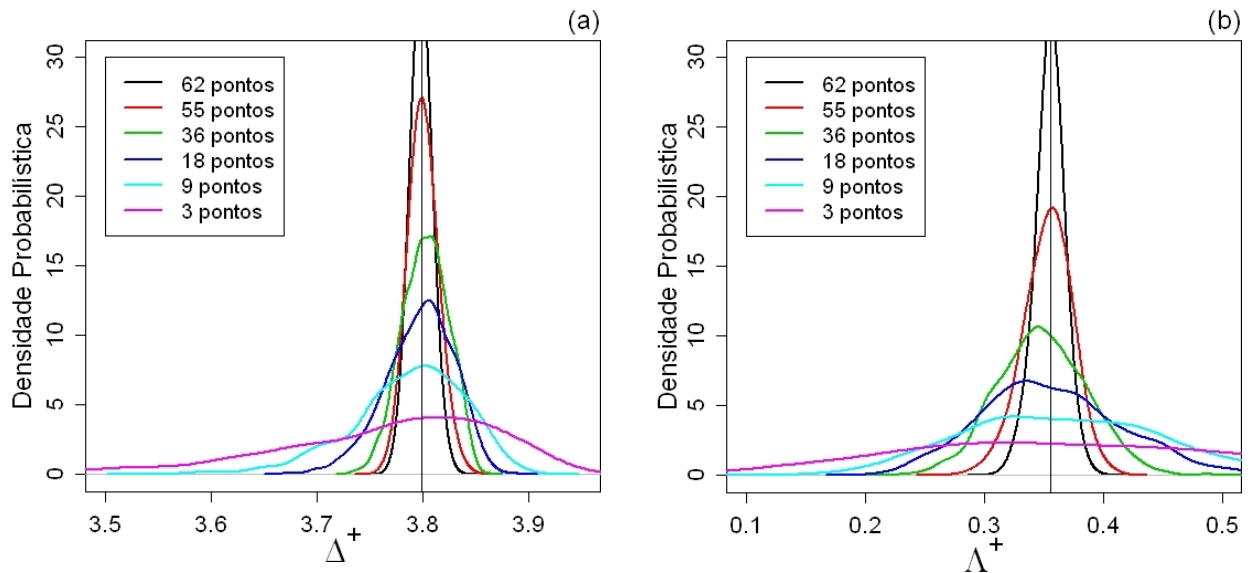 (a)
30
25
20
15
10
5
0
Densidade Probabilística
62 pontos
55 pontos
36 pontos
18 pontos
9 pontos
3 pontos
3.5 3.6 3.7 3.8 3.9
Δ+
(b)
30
25
20
15
10
5
0
Densidade Probabilística
62 pontos
55 pontos
36 pontos
18 pontos
9 pontos
3 pontos
0.1 0.2 0.3 0.4 0.5
Λ+